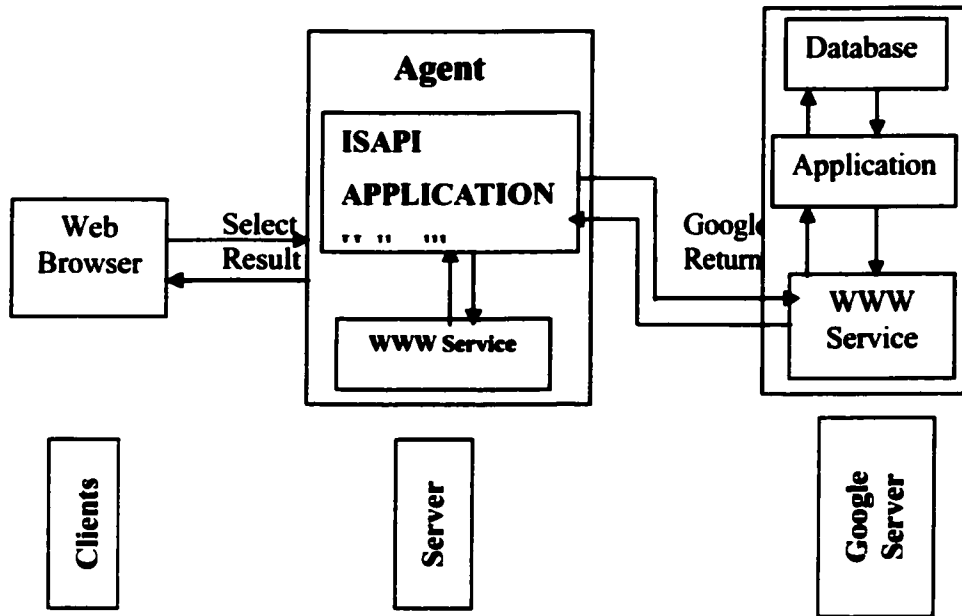 Agent
ISAPI
APPLICATION
WWW Service
Web
Browser
Select
Result
Google
Return
Database
Application
WWW
Service
Clients
Server
Google
Server